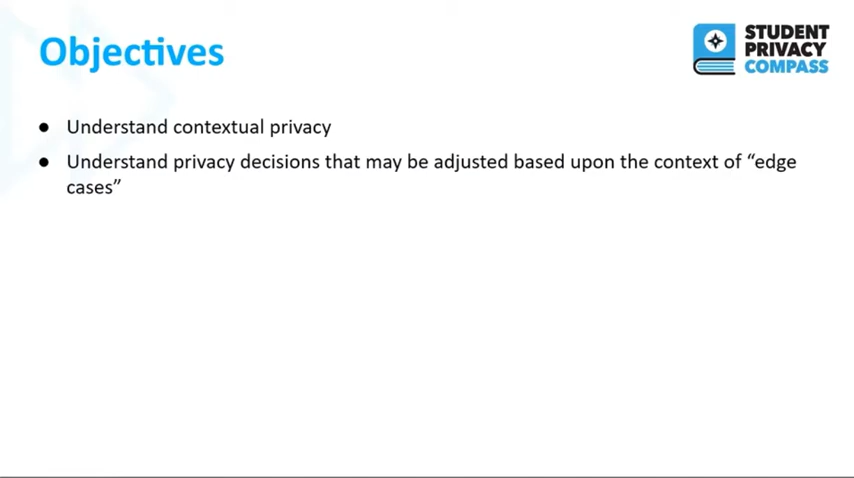 Objectives
STUDENT
PRIVACY
COMPASS
● Understand contextual privacy
● Understand privacy decisions that may be adjusted based upon the context of “edge
cases”